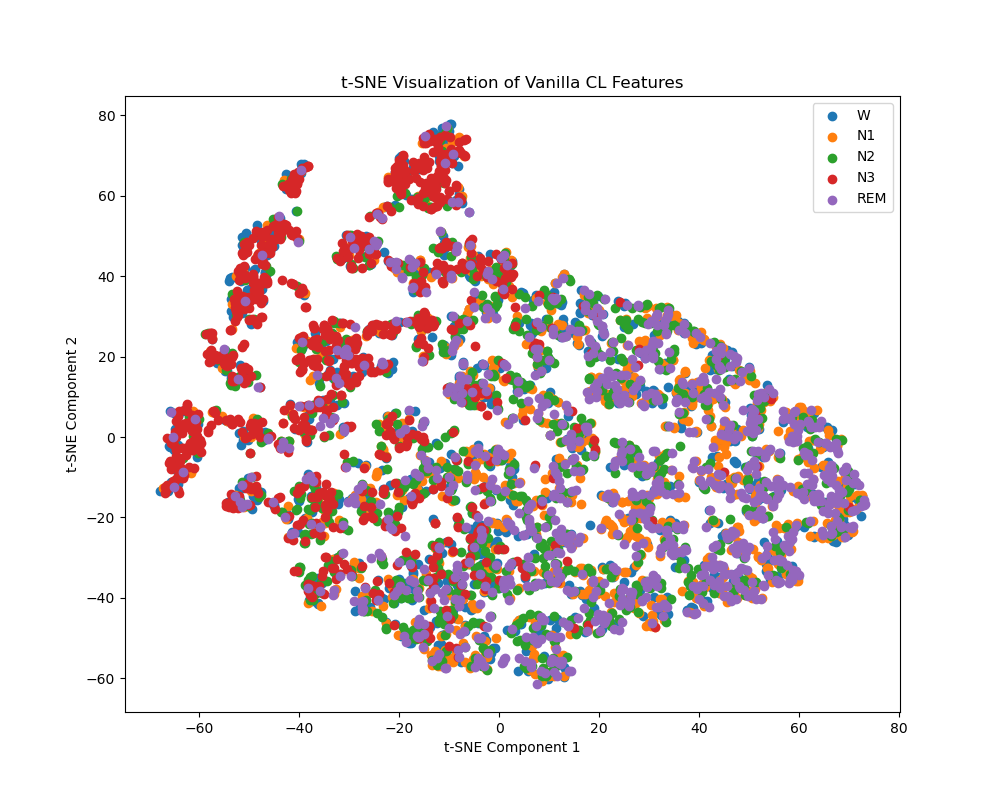 t-SNE Visualization of Vanilla CL Features
W
N1
N2
N3
REM
80
60
40
20
0
−20
−40
−60
t-SNE Component 2
−60
−40
−20
0
20
40
60
80
t-SNE Component 1